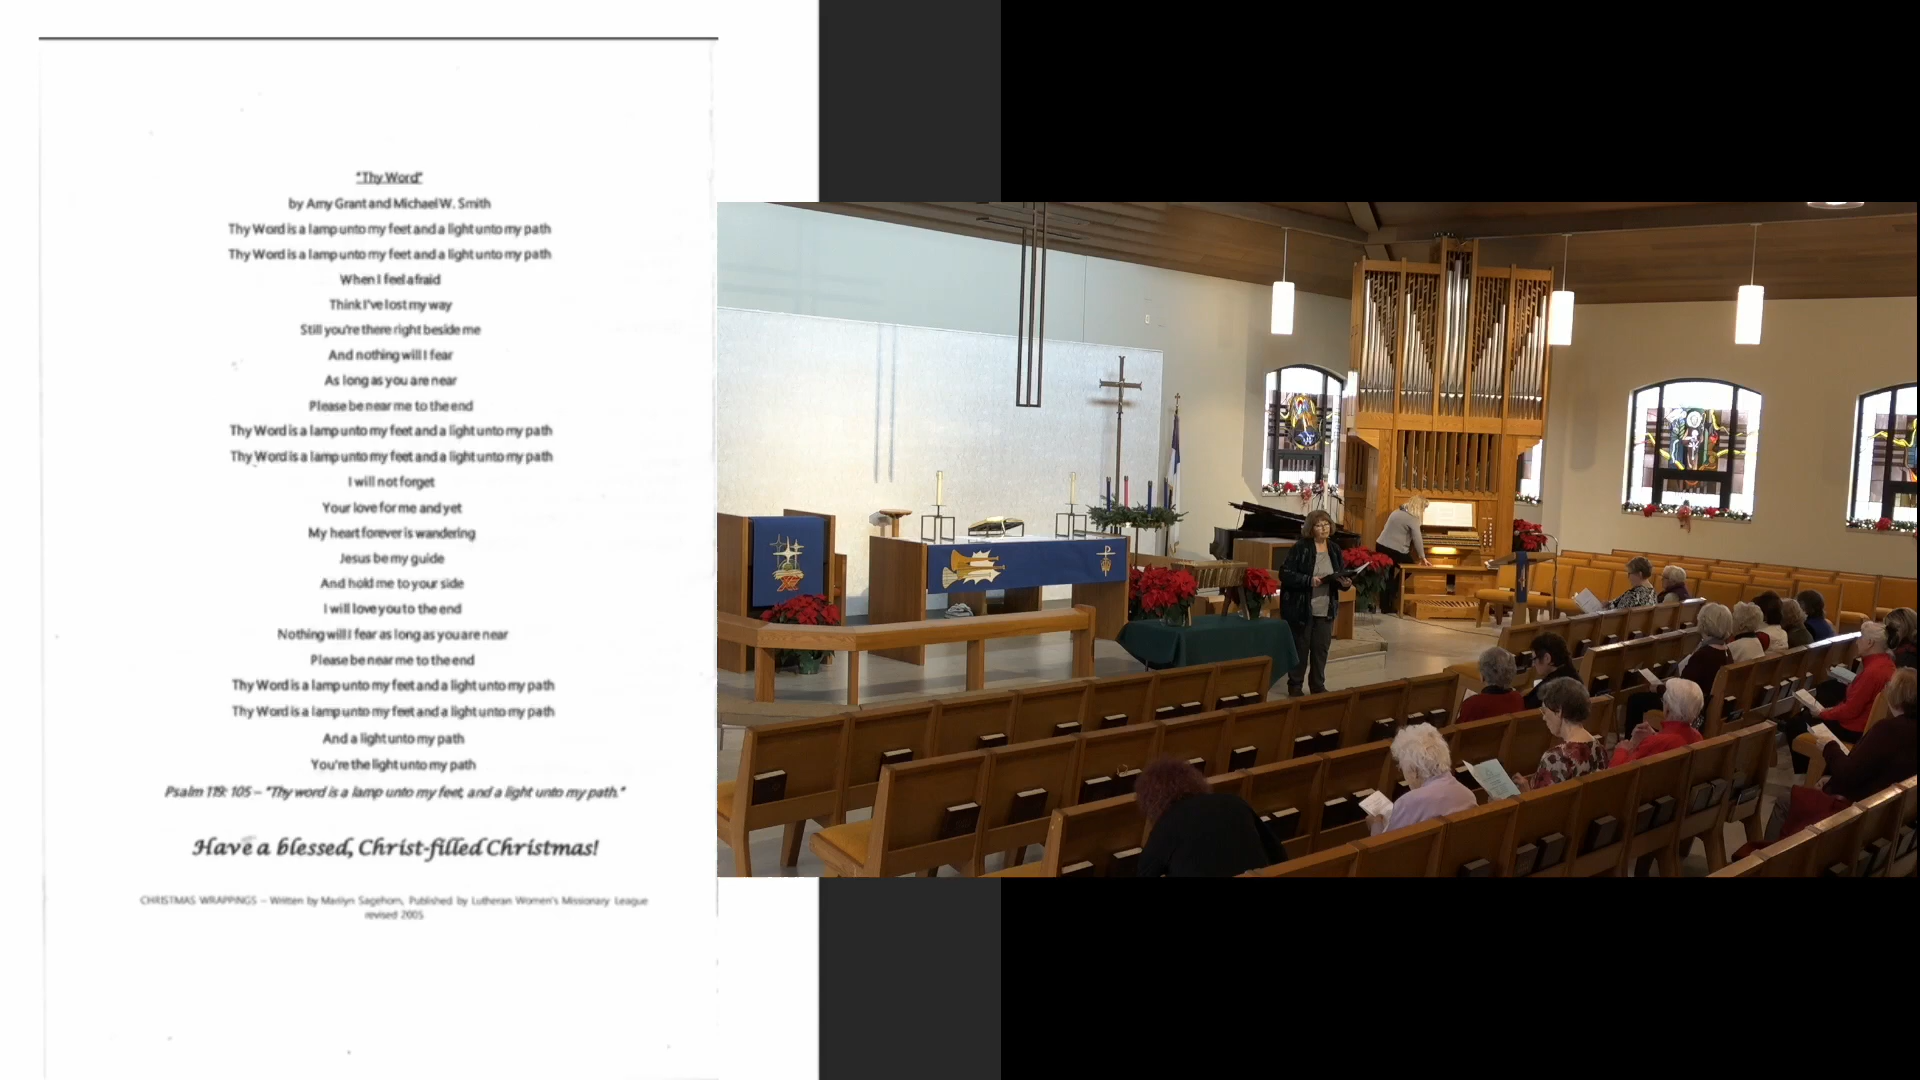 "Thy Word"
by Amy Grant and Michael W. Smith
Thy Word is a lamp unto my feet and a light unto my path
Thy Word is a lamp unto my feet and a light unto my path
When I feel afraid
Think I've lost my way
Still you're there right beside me
And nothing will I fear
As long as you are near
Please be near me to the end
Thy Word is a lamp unto my feet and a light unto my path
Thy Word is a lamp unto my feet and a light unto my path
I will not forget
Your love for me and yet
My heart forever is wandering
Jesus be my guide
And hold me to your side
I will love you to the end
Nothing will I fear as long as you are near
Please be near me to the end
Thy Word is a lamp unto my feet and a light unto my path
Thy Word is a lamp unto my feet and a light unto my path
And a light unto my path
You're the light unto my path
Psalm 119: 105 – "Thy word is a lamp unto my feet, and a light unto my path."
Have a blessed, Christ-filled Christmas!
CHRISTMAS WRAPPINGS – Written by Marilyn Sagehorn, Published by Lutheran Women's Missionary League
revised 2005